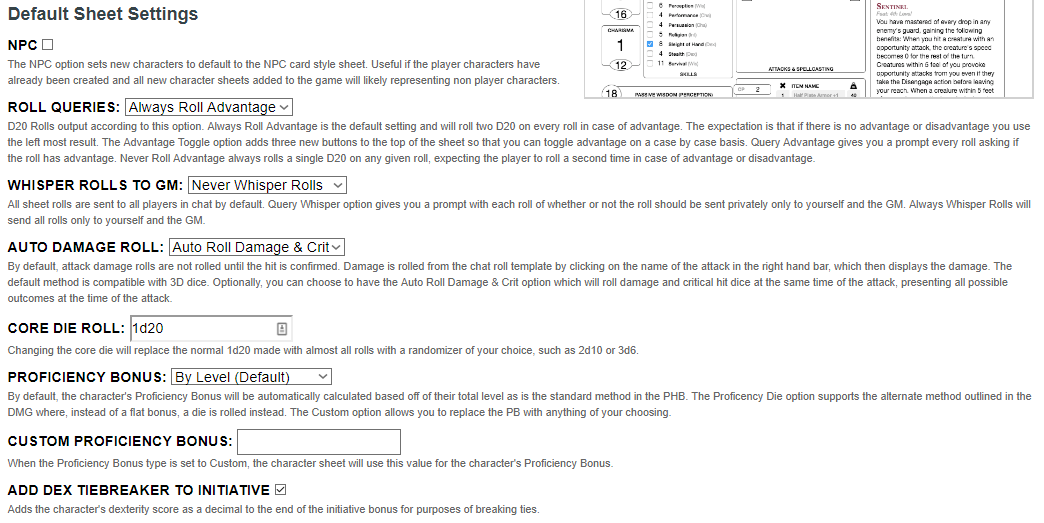 Default Sheet Settings
NPC
The NPC option sets new characters to default to the NPC card style sheet. Useful if the player characters have
already been created and all new character sheets added to the game will likely representing non player characters.
16
CHARISMA
1
12
18
6 Perception (Wis)
4 Performance (Cha)
4 Persuasion (Cha)
5 Religion (Int)
8 Sleight of Hand (Dex)
4 Stealth (Dex)
11 Survival (Wis)
SKILLS
PASSIVE WISDOM (PERCEPTION)
ATTACKS & SPELLCASTING
CP 2
ITEM NAME
1 Half Plate Armor +1 40
SENTINEL
Feat: 4th Level
You have mastered of every drop in any
enemy's guard, gaining the following
benefits: When you hit a creature with an
opportunity attack, the creature's speed
becomes 0 for the rest of the turn.
Creatures within 5 feet of you provoke
opportunity attacks from you even if they
take the Disengage action before leaving
your reach. When a creature within 5 feet
ROLL QUERIES: Always Roll Advantage
D20 Rolls output according to this option. Always Roll Advantage is the default setting and will roll two D20 on every roll in case of advantage. The expectation is that if there is no advantage or disadvantage you use
the left most result. The Advantage Toggle option adds three new buttons to the top of the sheet so that you can toggle advantage on a case by case basis. Query Advantage gives you a prompt every roll asking if
the roll has advantage. Never Roll Advantage always rolls a single D20 on any given roll, expecting the player to roll a second time in case of advantage or disadvantage.
WHISPER ROLLS TO GM: Never Whisper Rolls
All sheet rolls are sent to all players in chat by default. Query Whisper option gives you a prompt with each roll of whether or not the roll should be sent privately only to yourself and the GM. Always Whisper Rolls will
send all rolls only to yourself and the GM.
AUTO DAMAGE ROLL: Auto Roll Damage & Crit
By default, attack damage rolls are not rolled until the hit is confirmed. Damage is rolled from the chat roll template by clicking on the name of the attack in the right hand bar, which then displays the damage. The
default method is compatible with 3D dice. Optionally, you can choose to have the Auto Roll Damage & Crit option which will roll damage and critical hit dice at the same time of the attack, presenting all possible
outcomes at the time of the attack.
CORE DIE ROLL: 1d20
Changing the core die will replace the normal 1d20 made with almost all rolls with a randomizer of your choice, such as 2d10 or 3d6.
PROFICIENCY BONUS: By Level (Default)
By default, the character's Proficiency Bonus will be automatically calculated based off of their total level as is the standard method in the PHB. The Proficency Die option supports the alternate method outlined in the
DMG where, instead of a flat bonus, a die is rolled instead. The Custom option allows you to replace the PB with anything of your choosing.
CUSTOM PROFICIENCY BONUS:
When the Proficiency Bonus type is set to Custom, the character sheet will use this value for the character's Proficiency Bonus.
ADD DEX TIEBREAKER TO INITIATIVE
Adds the character's dexterity score as a decimal to the end of the initiative bonus for purposes of breaking ties.